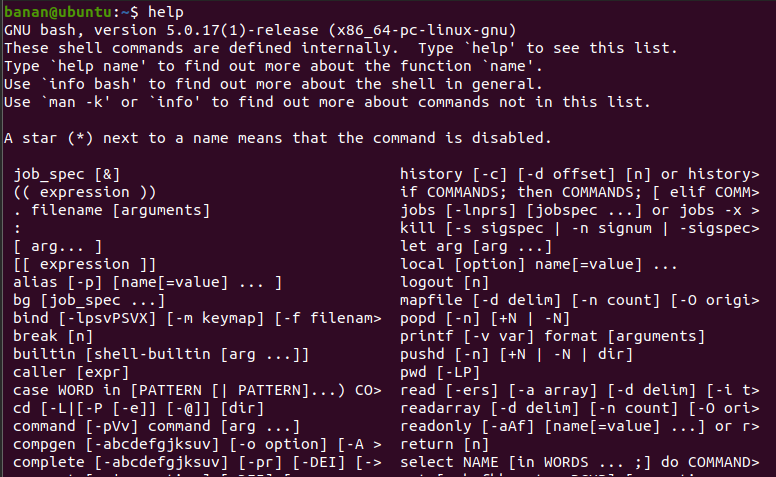 banan@ubuntu:~$ help
GNU bash, version 5.0.17(1)-release (x86_64-pc-linux-gnu)
These shell commands are defined internally.  Type `help' to see this list.
Type `help name' to find out more about the function `name'.
Use `info bash' to find out more about the shell in general.
Use `man -k' or `info' to find out more about commands not in this list.
A star (*) next to a name means that the command is disabled.
job_spec [&] history [-c] [-d offset] [n] or history>
(( expression )) if COMMANDS; then COMMANDS; [ elif COMM>
. filename [arguments] jobs [-lnprs] [jobspec ...] or jobs -x >
: kill [-s sigspec | -n signum | -sigspec>
[ arg... ] let arg [arg ...]
[[ expression ]] local [option] name[=value] ...
alias [-p] [name[=value] ... ] logout [n]
bg [job_spec ...] mapfile [-d delim] [-n count] [-O origi>
bind [-lpsvPSVX] [-m keymap] [-f filenam> popd [-n] [+N | -N]
break [n] printf [-v var] format [arguments]
builtin [shell-builtin [arg ...]] pushd [-n] [+N | -N | dir]
caller [expr] pwd [-LP]
case WORD in [PATTERN [| PATTERN]...) CO> read [-ers] [-a array] [-d delim] [-i t>
cd [-L|[-P [-e]] [-@]] [dir] readarray [-d delim] [-n count] [-O ori>
command [-pVv] command [arg ...] readonly [-aAf] [name[=value] ...] or r>
compgen [-abcdefgjksuv] [-o option] [-A > return [n]
complete [-abcdefgjksuv] [-pr] [-DEI] [-> select NAME [in WORDS ... ;] do COMMAND>